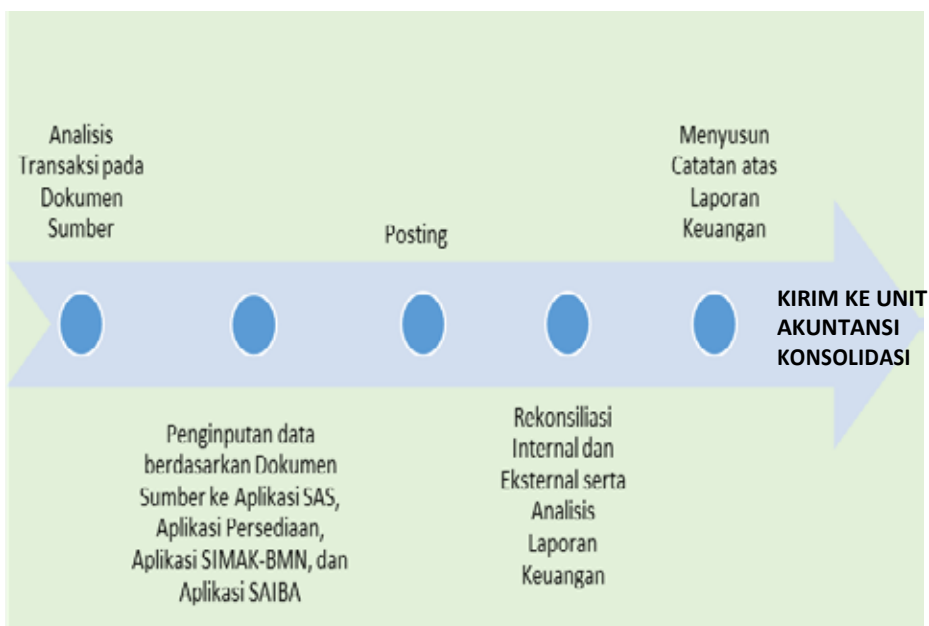 Analisis
Transaksi pada
Dokumen
Sumber
Penginputan data
berdasarkan Dokumen
Sumber ke Aplikasi SAS,
Aplikasi Persediaan,
Aplikasi SIMAK-BMN, dan
Aplikasi SAIBA
Posting
Rekonsiliasi
Internal dan
Eksternal serta
Analisis
Laporan
Keuangan
Menyusun
Catatan atas
Laporan
Keuangan
KIRIM KE UNIT
AKUNTANSI
KONSOLIDASI